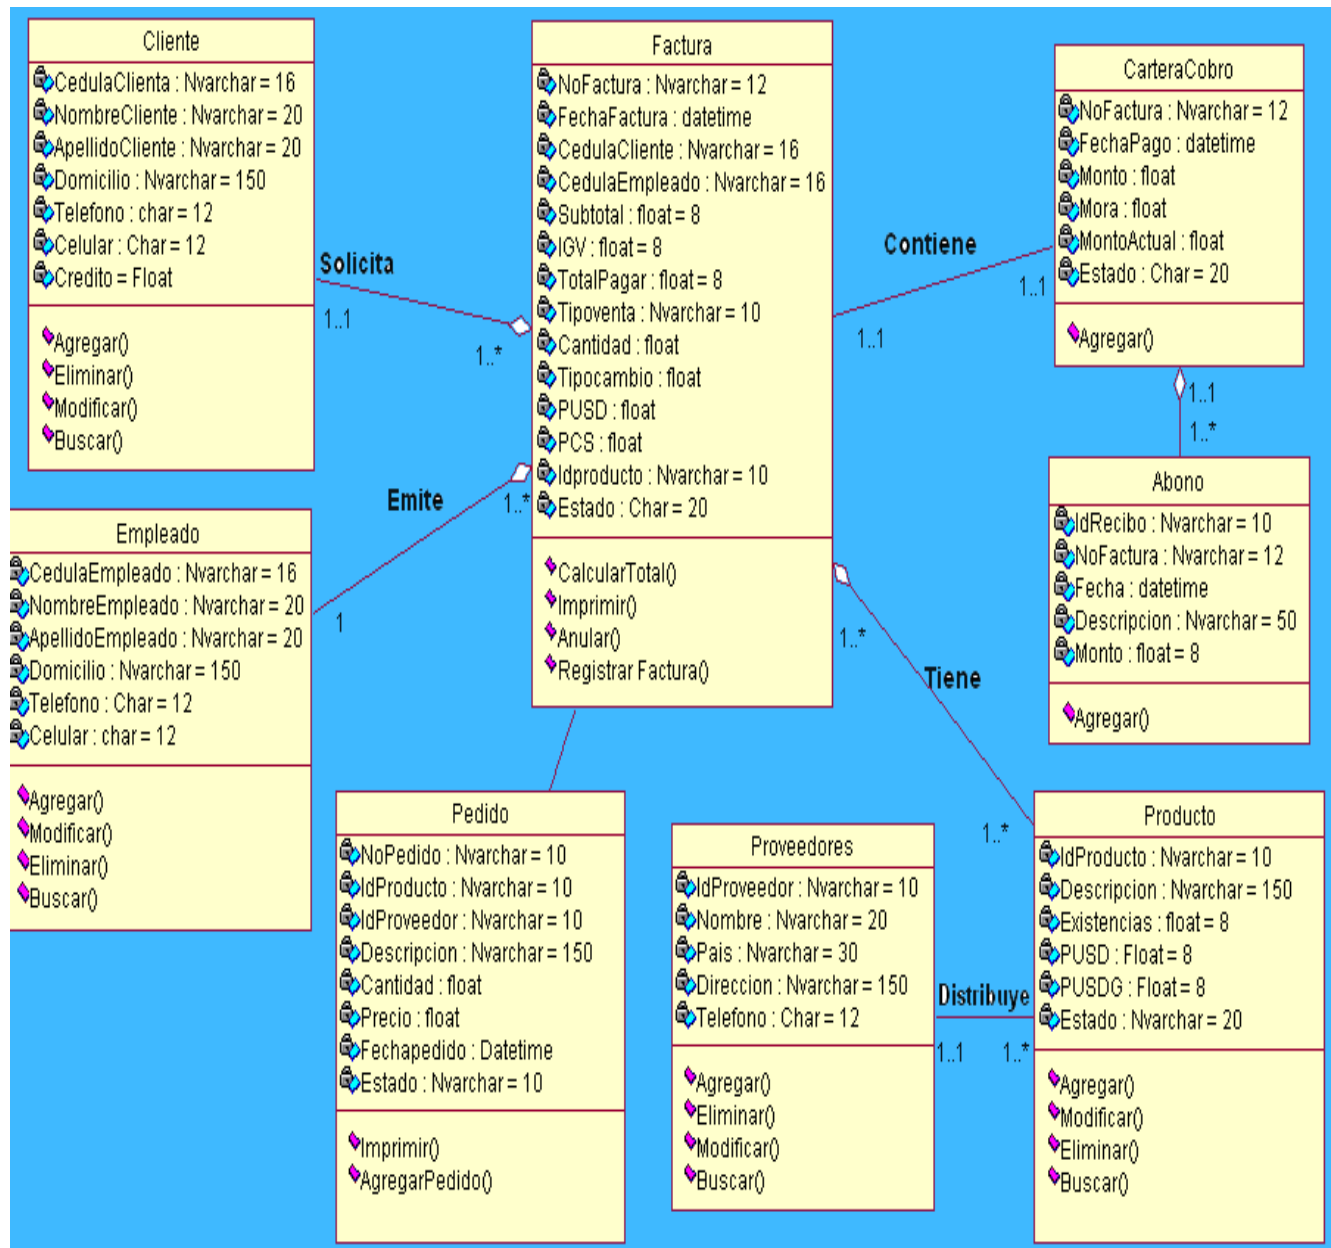 Cliente
CedulaClienta : Nvarchar = 16
NombreCliente : Nvarchar = 20
ApellidoCliente : Nvarchar = 20
Domicilio : Nvarchar = 150
Telefono : char = 12
Celular : Char = 12
Credito = Float
Agregar()
Eliminar()
Modificar()
Buscar()
Solicita
1..1
1..*
Factura
NoFactura : Nvarchar = 12
FechaFactura : datetime
CedulaCliente : Nvarchar = 16
CedulaEmpleado : Nvarchar = 16
Subtotal : float = 8
IGV : float = 8
TotalPagar : float = 8
Tipoventa : Nvarchar = 10
Cantidad : float
Tipocambio : float
PUSD : float
PCS : float
Idproducto : Nvarchar = 10
Estado : Char = 20
CalcularTotal()
Imprimir()
Anular()
Registrar Factura()
Contiene
1..1
1..1
CarteraCobro
NoFactura : Nvarchar = 12
FechaPago : datetime
Monto : float
Mora : float
MontoActual : float
Estado : Char = 20
Agregar()
1..1
1..*
Abono
IdRecibo : Nvarchar = 10
NoFactura : Nvarchar = 12
Fecha : datetime
Descripcion : Nvarchar = 50
Monto : float = 8
Agregar()
Emite
1..*
1
Empleado
CedulaEmpleado : Nvarchar = 16
NombreEmpleado : Nvarchar = 20
ApellidoEmpleado : Nvarchar = 20
Domicilio : Nvarchar = 150
Telefono : Char = 12
Celular : char = 12
Agregar()
Modificar()
Eliminar()
Buscar()
1..*
Tiene
1..*
Pedido
NoPedido : Nvarchar = 10
IdProducto : Nvarchar = 10
IdProveedor : Nvarchar = 10
Descripcion : Nvarchar = 150
Cantidad : float
Precio : float
Fechapedido : Datetime
Estado : Nvarchar = 10
Imprimir()
AgregarPedido()
Proveedores
IdProveedor : Nvarchar = 10
Nombre : Nvarchar = 20
Pais : Nvarchar = 30
Direccion : Nvarchar = 150
Telefono : Char = 12
Agregar()
Eliminar()
Modificar()
Buscar()
Distribuye
1..1
1..*
Producto
IdProducto : Nvarchar = 10
Descripcion : Nvarchar = 150
Existencias : float = 8
PUSD : Float = 8
PUSDG : Float = 8
Estado : Nvarchar = 20
Agregar()
Modificar()
Eliminar()
Buscar()